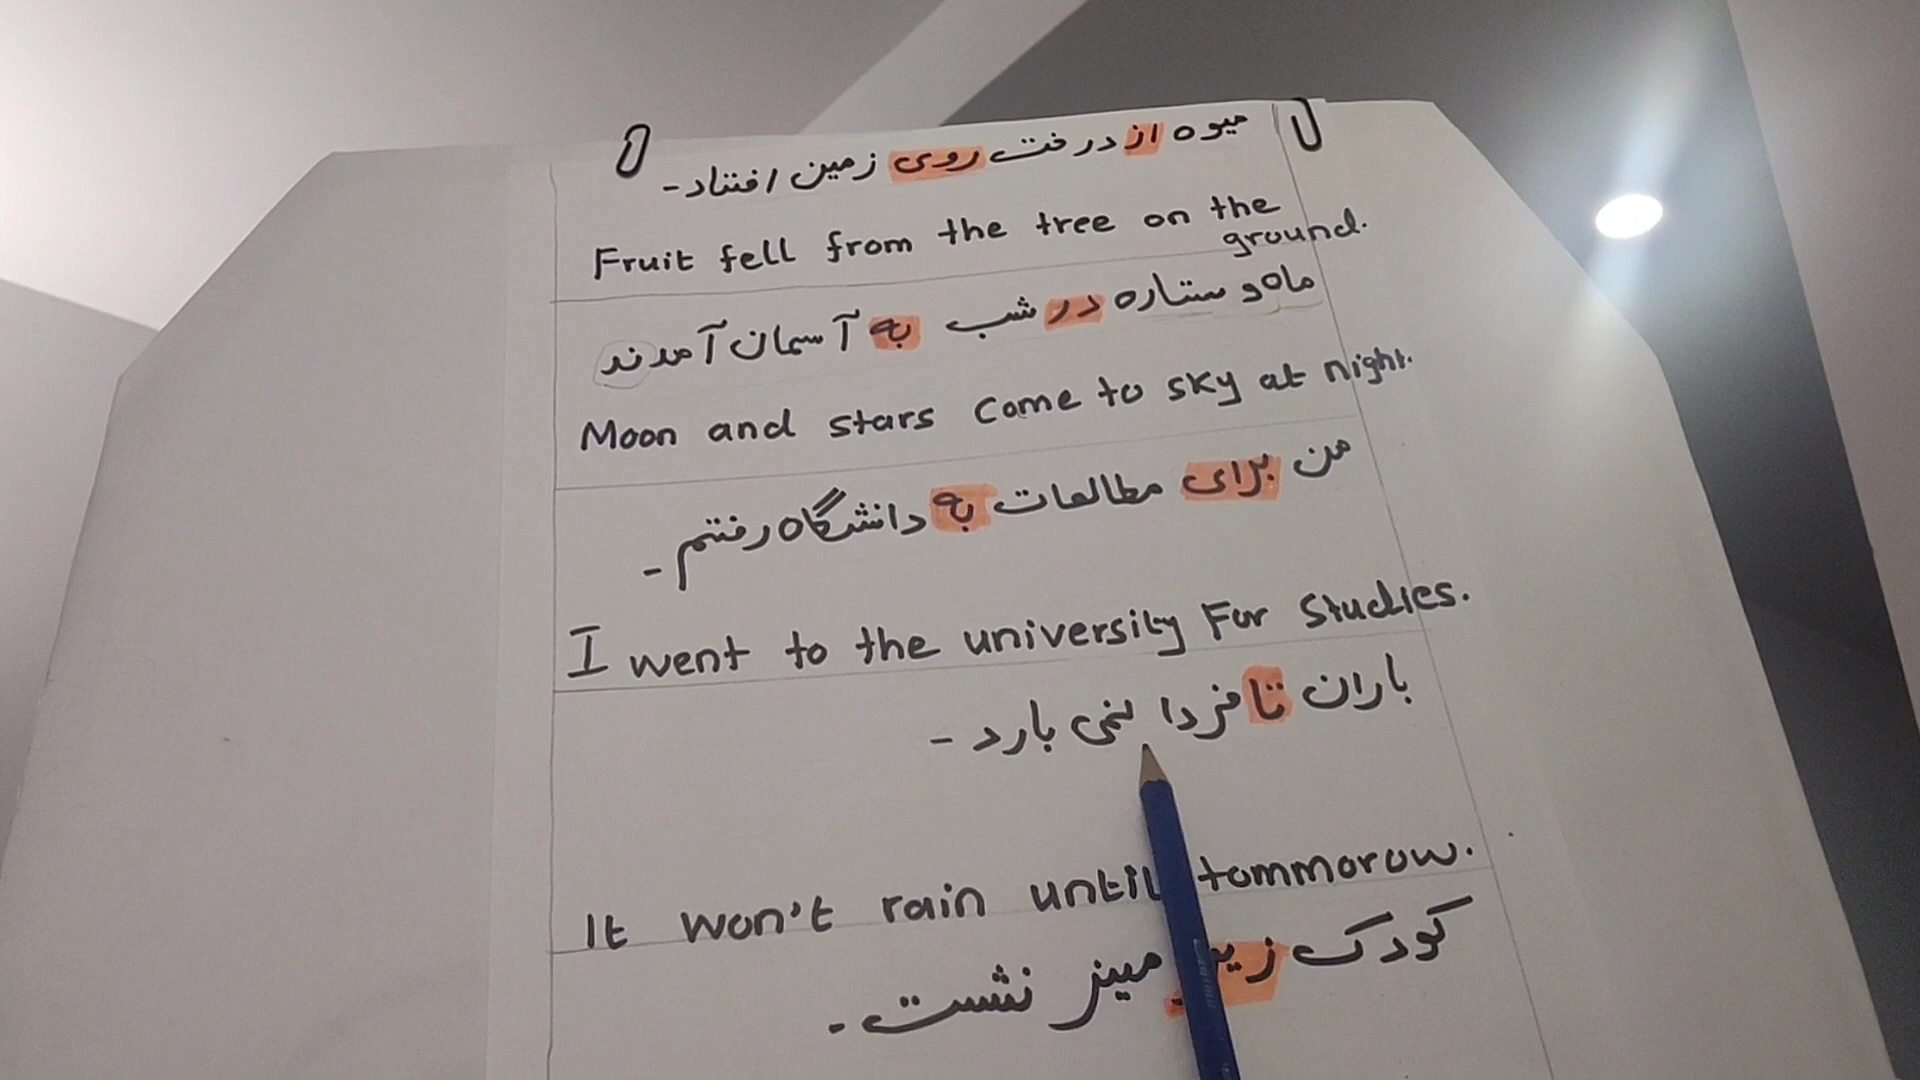 میوه از درخت روی زمین افتاد-
Fruit fell from the tree on the
ground.
ماه و ستاره در شب به آسمان آمدند
Moon and stars come to sky at night.
من برای مطالعات به دانشگاه رفتم -
I went to the university For Studies.
باران تا فردا نمی بارد -
It won't rain until tommorow.
کودک زیر میز نشست -